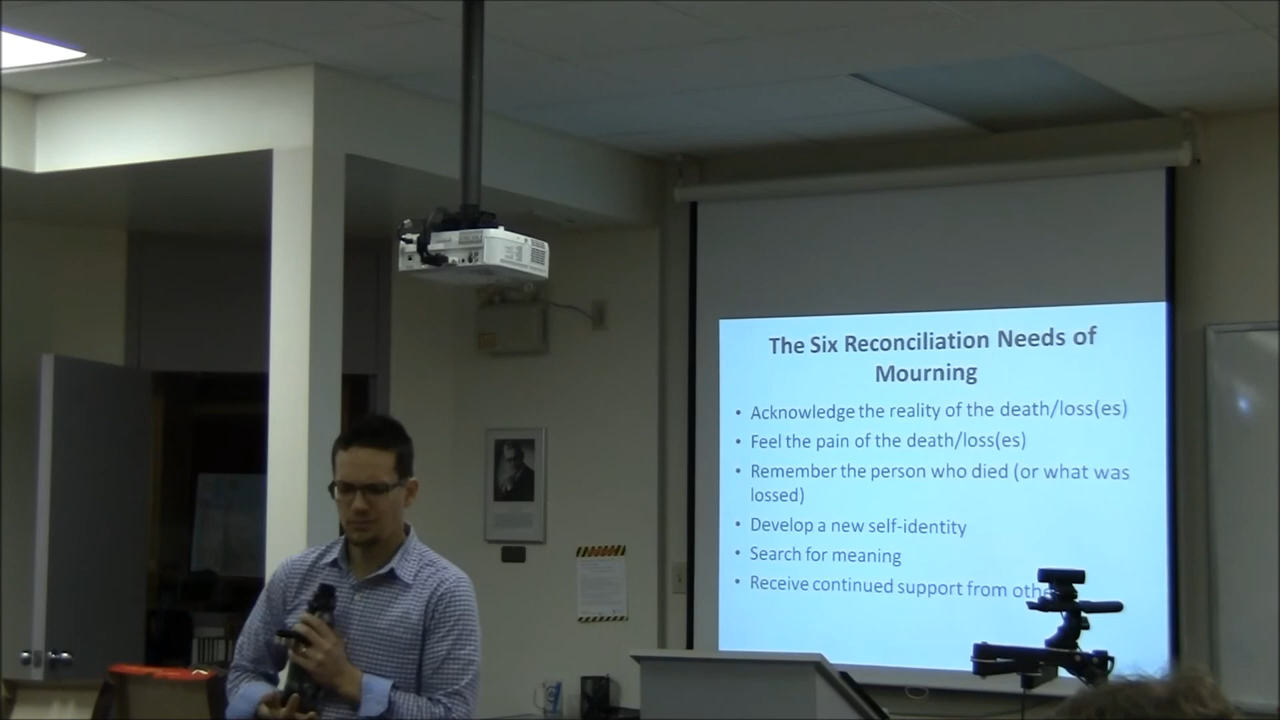 The Six Reconciliation Needs of
Mourning
• Acknowledge the reality of the death/loss(es)
• Feel the pain of the death/loss(es)
• Remember the person who died (or what was
lossed)
• Develop a new self-identity
• Search for meaning
• Receive continued support from